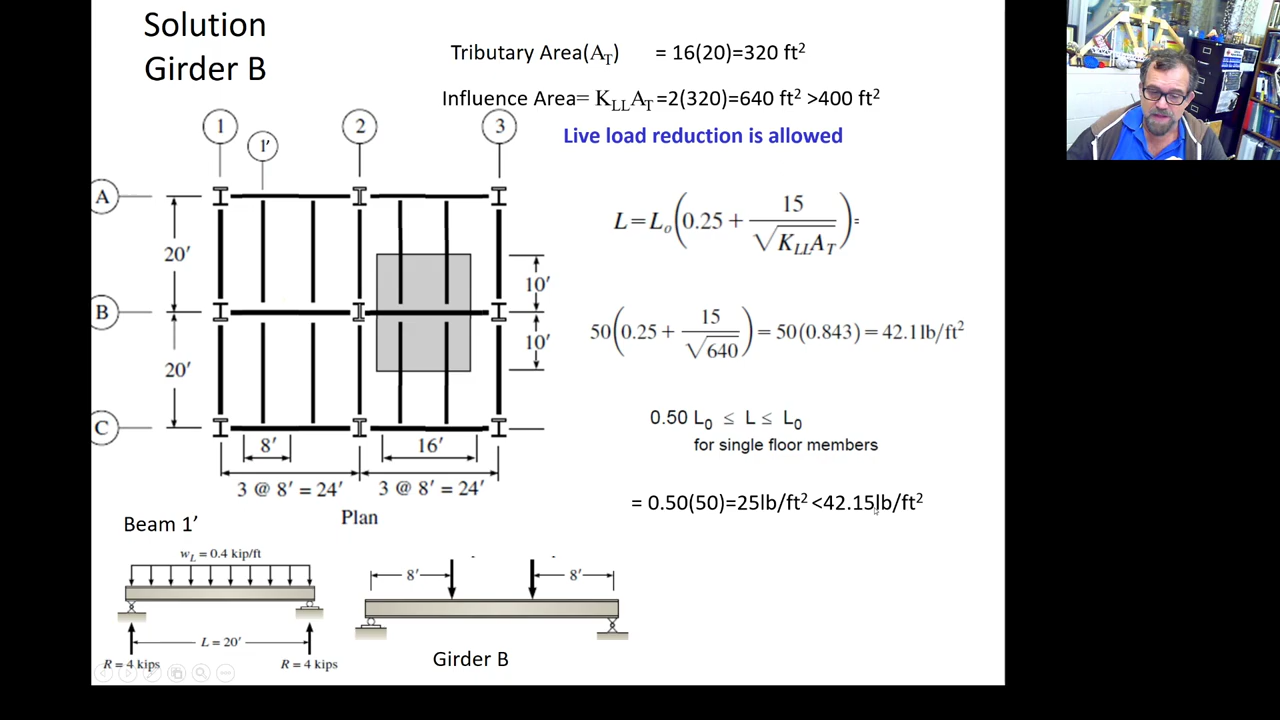 Solution
Girder B
Tributary Area(A_T) = 16(20)=320 ft²
Influence Area= K_LL A_T =2(320)=640 ft² >400 ft²
Live load reduction is allowed
1
2
3
1′
A
20′
10′
B
10′
20′
C
8′
16′
3 @ 8′ = 24′
3 @ 8′ = 24′
Plan
L=L_o(0.25 + 15/√K_LL A_T)=
50(0.25 + 15/√640) = 50(0.843) = 42.1 lb/ft²
0.50 L_0 ≤ L ≤ L_0
for single floor members
= 0.50(50)=25lb/ft² <42.15lb/ft²
Beam 1′
w_L = 0.4 kip/ft
L = 20′
R = 4 kips
R = 4 kips
8′
8′
Girder B